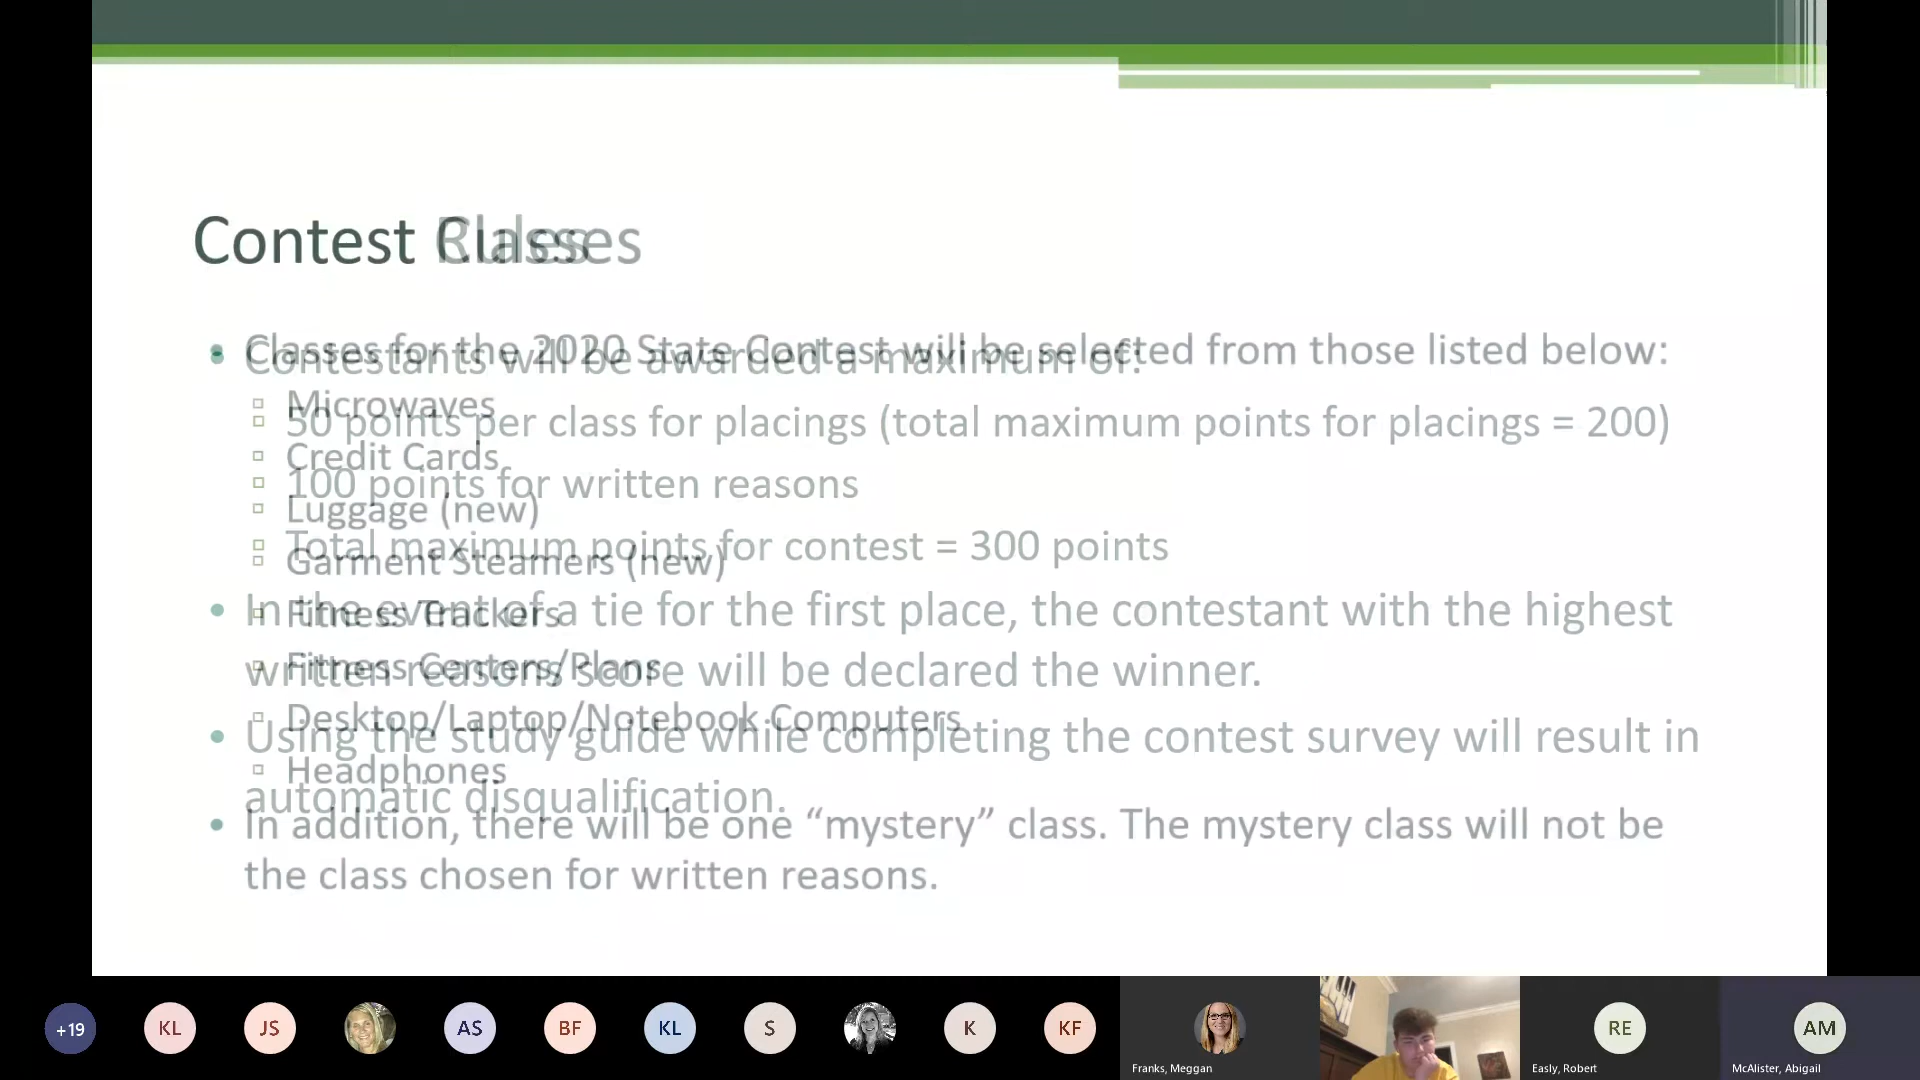 Contest Rules
Contestants will be awarded a maximum of:
50 points per class for placings (total maximum points for placings = 200)
100 points for written reasons
Total maximum points for contest = 300 points
In the event of a tie for the first place, the contestant with the highest
written reasons score will be declared the winner.
Using the study guide while completing the contest survey will result in
automatic disqualification.
Contest Classes
Classes for the 2020 State Contest will be selected from those listed below:
Microwaves
Credit Cards
Luggage (new)
Garment Steamers (new)
Fitness Trackers
Fitness Centers/Plans
Desktop/Laptop/Notebook Computers
Headphones
In addition, there will be one “mystery” class. The mystery class will not be
the class chosen for written reasons.
+19
KL
JS
AS
BF
KL
S
K
KF
RE
AM
Franks, Meggan
Easly, Robert
McAlister, Abigail